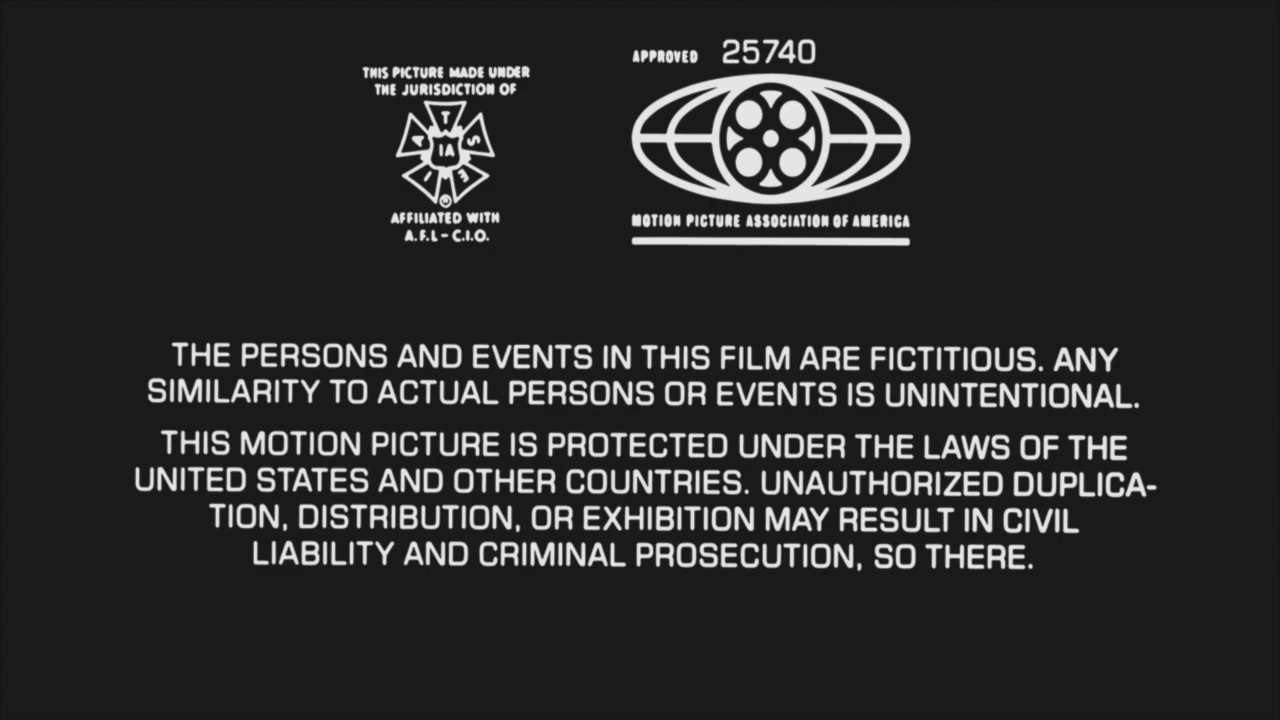 THIS PICTURE MADE UNDER
THE JURISDICTION OF
I A T S E
IA
C
AFFILIATED WITH
A.F.L - C.I.O.
APPROVED 25740
MOTION PICTURE ASSOCIATION OF AMERICA
THE PERSONS AND EVENTS IN THIS FILM ARE FICTITIOUS. ANY
SIMILARITY TO ACTUAL PERSONS OR EVENTS IS UNINTENTIONAL.
THIS MOTION PICTURE IS PROTECTED UNDER THE LAWS OF THE
UNITED STATES AND OTHER COUNTRIES. UNAUTHORIZED DUPLICA-
TION, DISTRIBUTION, OR EXHIBITION MAY RESULT IN CIVIL
LIABILITY AND CRIMINAL PROSECUTION, SO THERE.